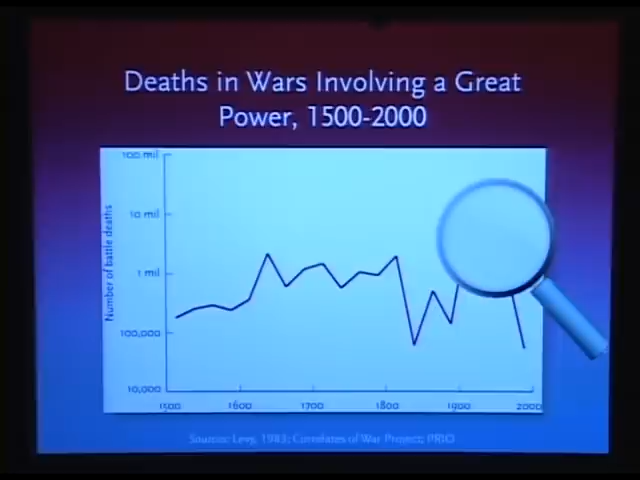 Deaths in Wars Involving a Great
Power, 1500-2000
100 mil
10 mil
1 mil
100,000
10,000
Number of battle deaths
1500
1600
1700
1800
1900
2000
Sources: Levy, 1983; Correlates of War Project; PRIO